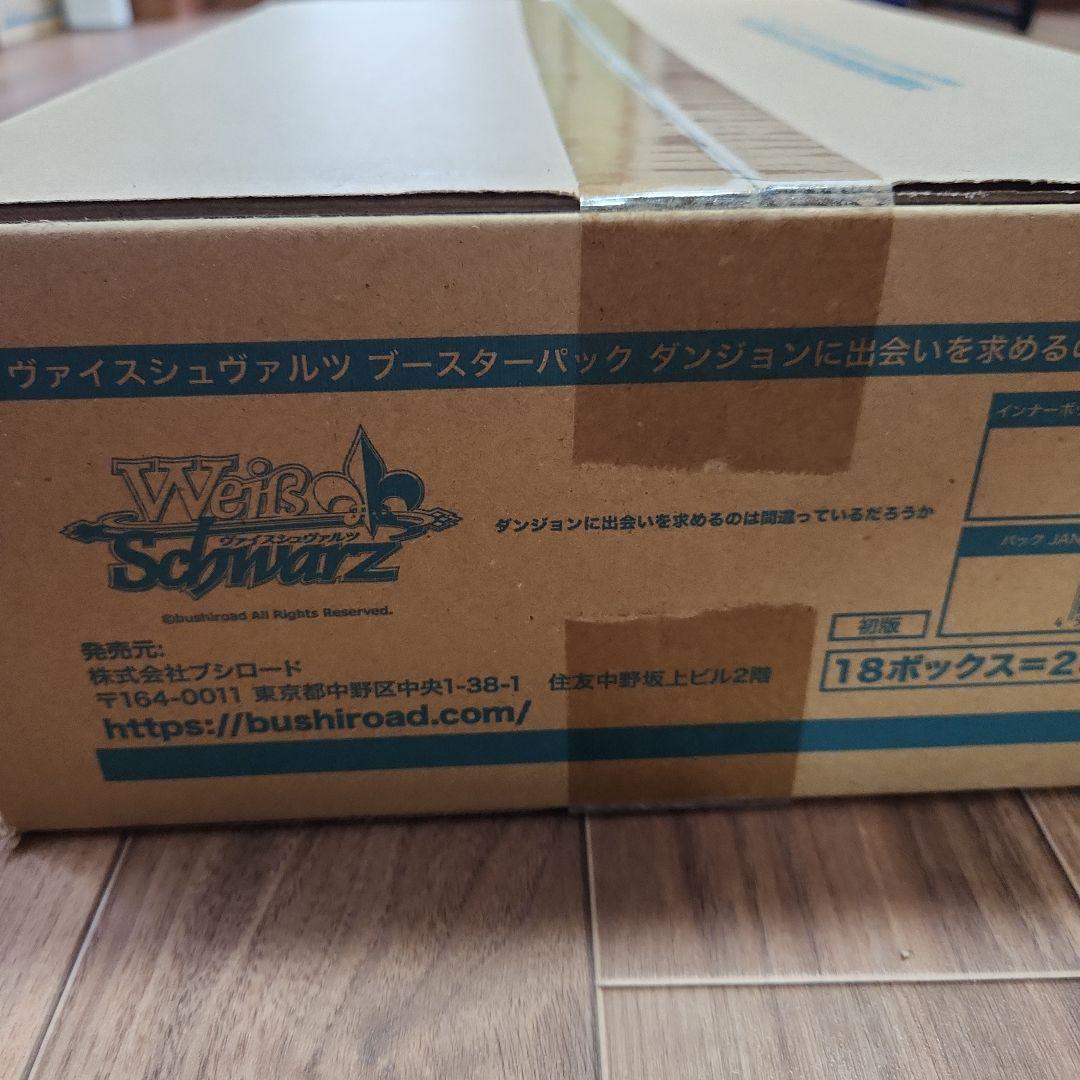 ヴァイスシュヴァルツ ブースターパック ダンジョンに出会いを求めるの
Weiß
ヴァイスシュヴァルツ
Schwarz
©bushiroad All Rights Reserved.
ダンジョンに出会いを求めるのは間違っているだろうか
インナーボ
パック JAN
初版
18ボックス=2
発売元:
株式会社ブシロード
〒164-0011 東京都中野区中央1-38-1 住友中野坂上ビル2階
https://bushiroad.com/